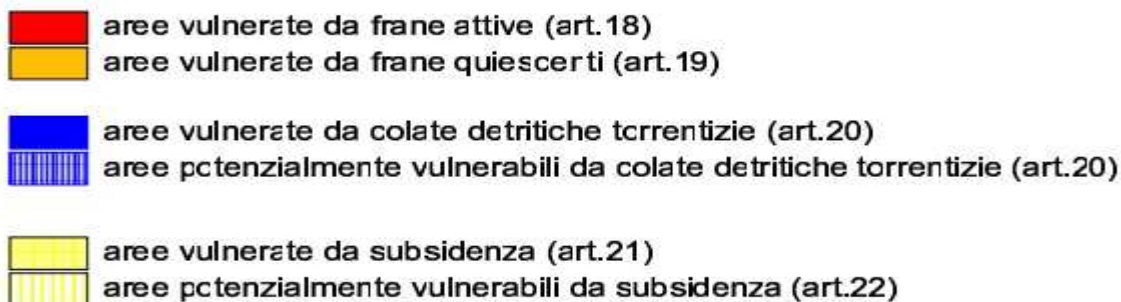 aree vulnerate da frane attive (art.18)
aree vulnerate da frane quiescerti (art.19)
aree vulnerate da colate detritiche torrentizie (art.20)
aree potenzialmente vulnerabili da colate detritiche torrentizie (art.20)
aree vulnerate da subsidenza (art.21)
aree potenzialmente vulnerabili da subsidenza (art.22)